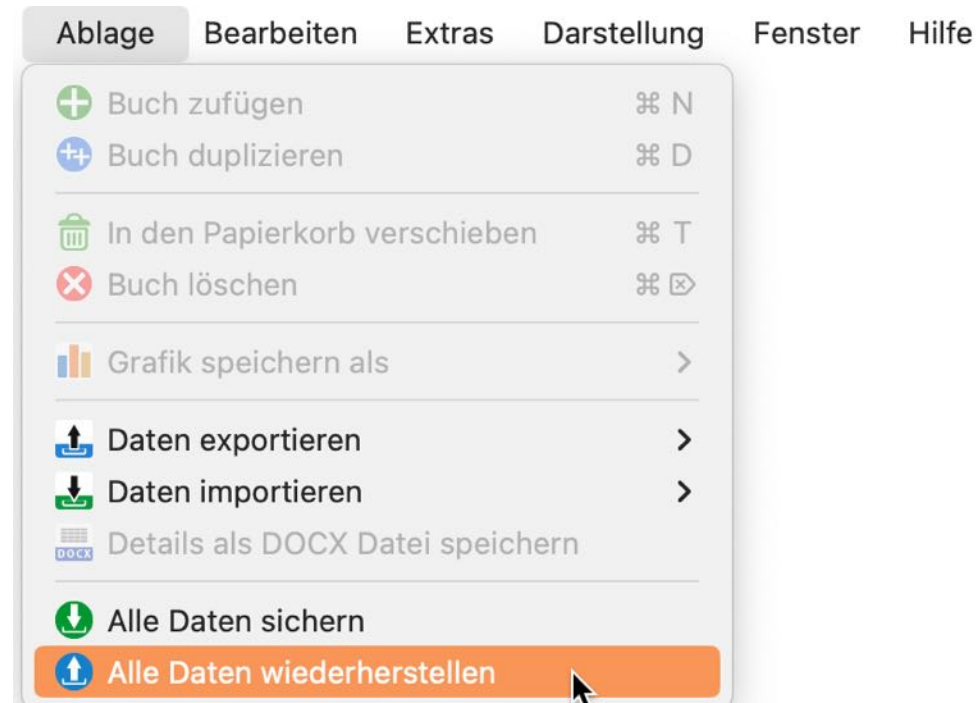 Ablage Bearbeiten Extras Darstellung Fenster Hilfe
Buch zufügen ⌘ N
Buch duplizieren ⌘ D
In den Papierkorb verschieben ⌘ T
Buch löschen ⌘ ⌦
Grafik speichern als >
Daten exportieren >
Daten importieren >
DOCX Details als DOCX Datei speichern
Alle Daten sichern
Alle Daten wiederherstellen